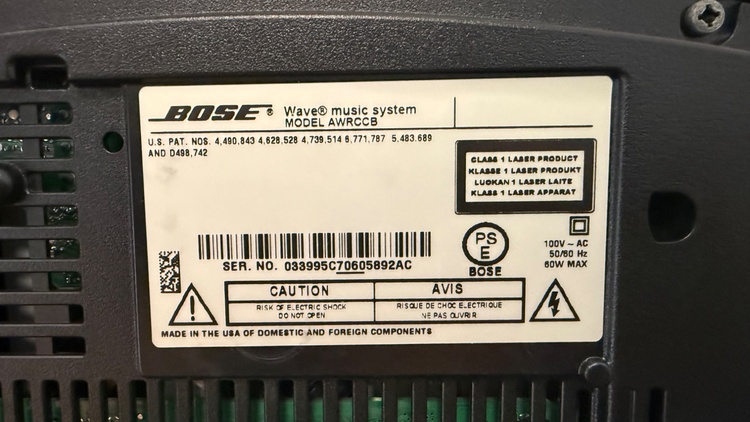 BOSE® Wave® music system
MODEL AWRCCB
U.S. PAT. NOS. 4,490,843 4,628,528 4,739,514 6,771,787 5,483,689
AND D498,742
CLASS 1 LASER PRODUCT
KLASSE 1 LASER PRODUKT
LUOKAN 1 LASER LAITE
KLASS 1 LASER APPARAT
PS
E
BOSE
100V ~ AC
50/60 Hz
60W MAX
SER. NO. 033995C70605892AC
CAUTION
RISK OF ELECTRIC SHOCK
DO NOT OPEN
AVIS
RISQUE DE CHOC ELECTRIQUE
NE PAS OUVRIR
MADE IN THE USA OF DOMESTIC AND FOREIGN COMPONENTS